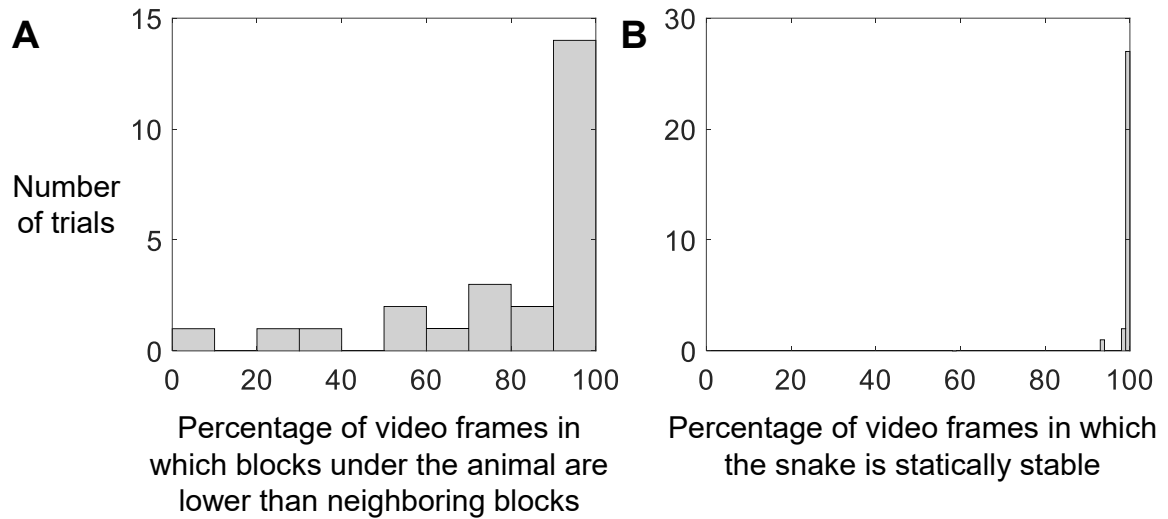 A
15
10
5
0
0 20 40 60 80 100
Number
of trials
Percentage of video frames in
which blocks under the animal are
lower than neighboring blocks
B
30
20
10
0
0 20 40 60 80 100
Percentage of video frames in which
the snake is statically stable